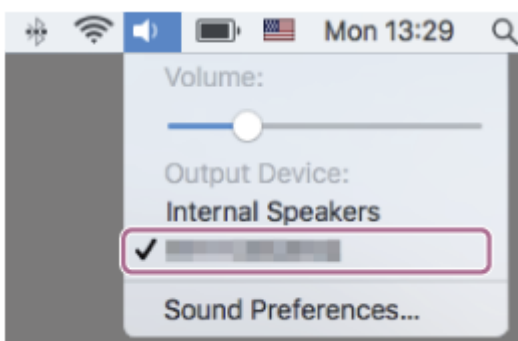 Mon 13:29
Volume:
Output Device:
Internal Speakers
Sound Preferences...